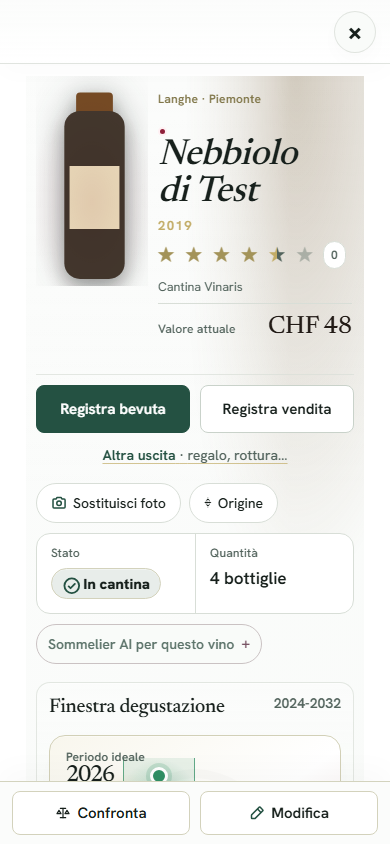 ×
Langhe · Piemonte
Nebbiolo
di Test
2019
0
Cantina Vinaris
Valore attuale CHF 48
Registra bevuta Registra vendita
Altra uscita · regalo, rottura…
Sostituisci foto Origine
Stato Quantità
In cantina 4 bottiglie
Sommelier AI per questo vino +
Finestra degustazione 2024-2032
Periodo ideale
2026
Confronta Modifica